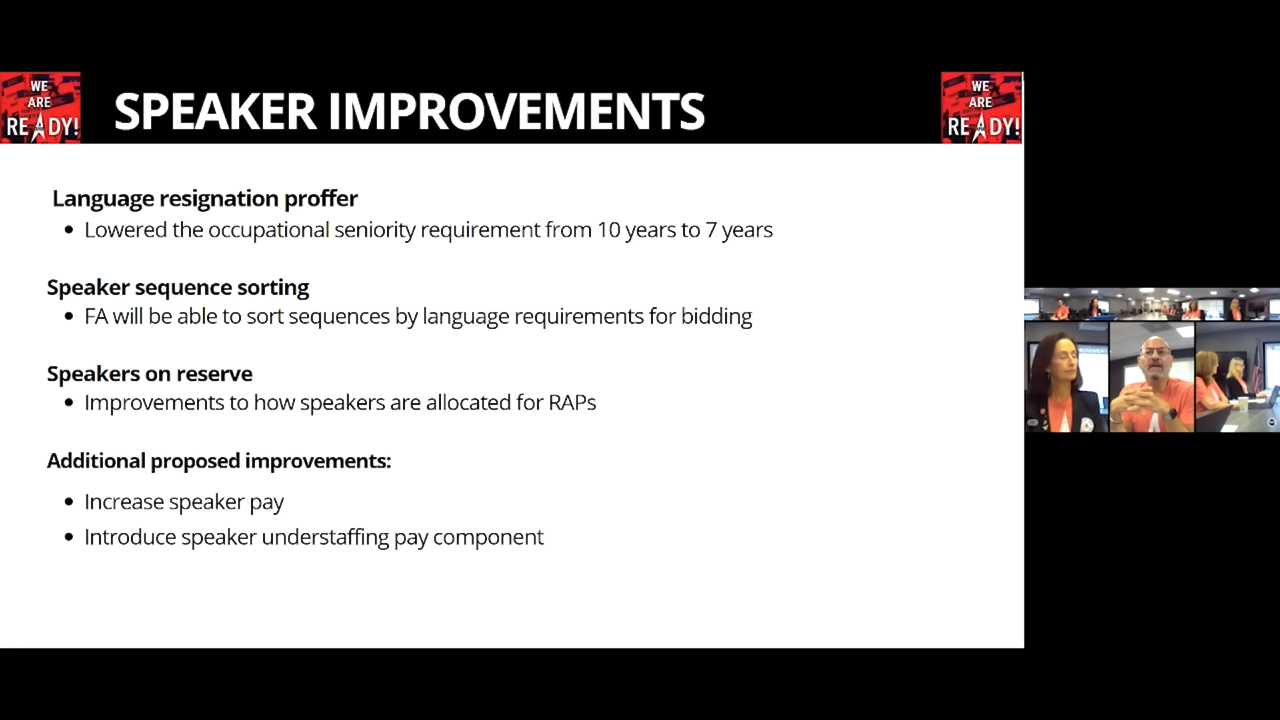 WE
ARE
READY!
SPEAKER IMPROVEMENTS
WE
ARE
READY!
Language resignation proffer
• Lowered the occupational seniority requirement from 10 years to 7 years
Speaker sequence sorting
• FA will be able to sort sequences by language requirements for bidding
Speakers on reserve
• Improvements to how speakers are allocated for RAPs
Additional proposed improvements:
• Increase speaker pay
• Introduce speaker understaffing pay component